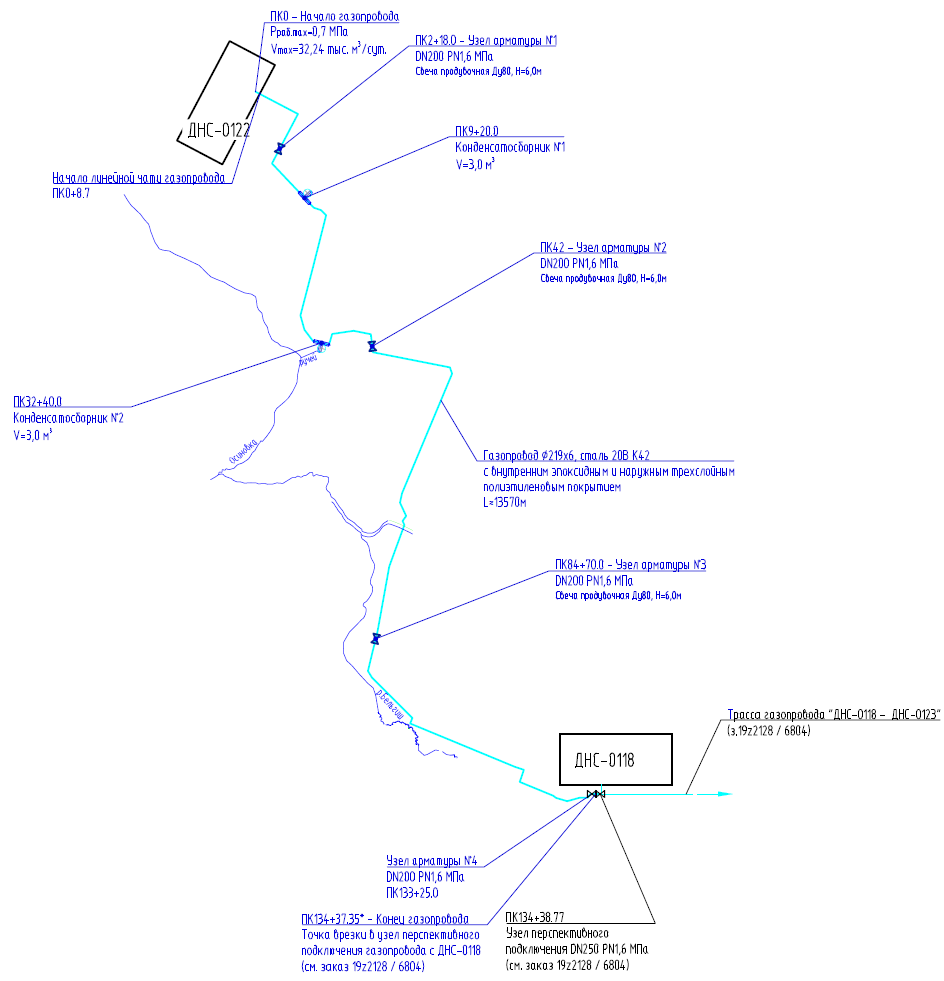 ПК0 – Начало газопровода
Рраб.max=0,7 МПа
Vmax=32,24 тыс. м³/сут.
ПК2+18.0 – Узел арматуры №1
DN200 PN1,6 МПа
Свеча продувочная Ду80, Н=6,0м
ДНС-0122
ПК9+20.0
Конденсатосборник №1
V=3,0 м³
Начало линейной чати газопровода
ПК0+8.7
ПК42 – Узел арматуры №2
DN200 PN1,6 МПа
Свеча продувочная Ду80, Н=6,0м
Ручей
ПК32+40.0
Конденсатосборник №2
V=3,0 м³
Осиновка
Газопровод ∅219х6, сталь 20В К42
с внутренним эпоксидным и наружным трехслойным
полиэтиленовым покрытием
L≈13570м
ПК84+70.0 – Узел арматуры №3
DN200 PN1,6 МПа
Свеча продувочная Ду80, Н=6,0м
р.Бельгиш
Трасса газопровода "ДНС-0118 – ДНС-0123"
(з.19z2128 / 6804)
ДНС-0118
Узел арматуры №4
DN200 PN1,6 МПа
ПК133+25.0
ПК134+37.35* – Конец газопровода
Точка врезки в узел перспективного
подключения газопровода с ДНС-0118
(см. заказ 19z2128 / 6804)
ПК134+38.77
Узел перспективного
подключения DN250 PN1,6 МПа
(см. заказ 19z2128 / 6804)